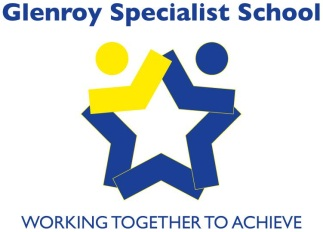 Glenroy Specialist School
WORKING TOGETHER TO ACHIEVE